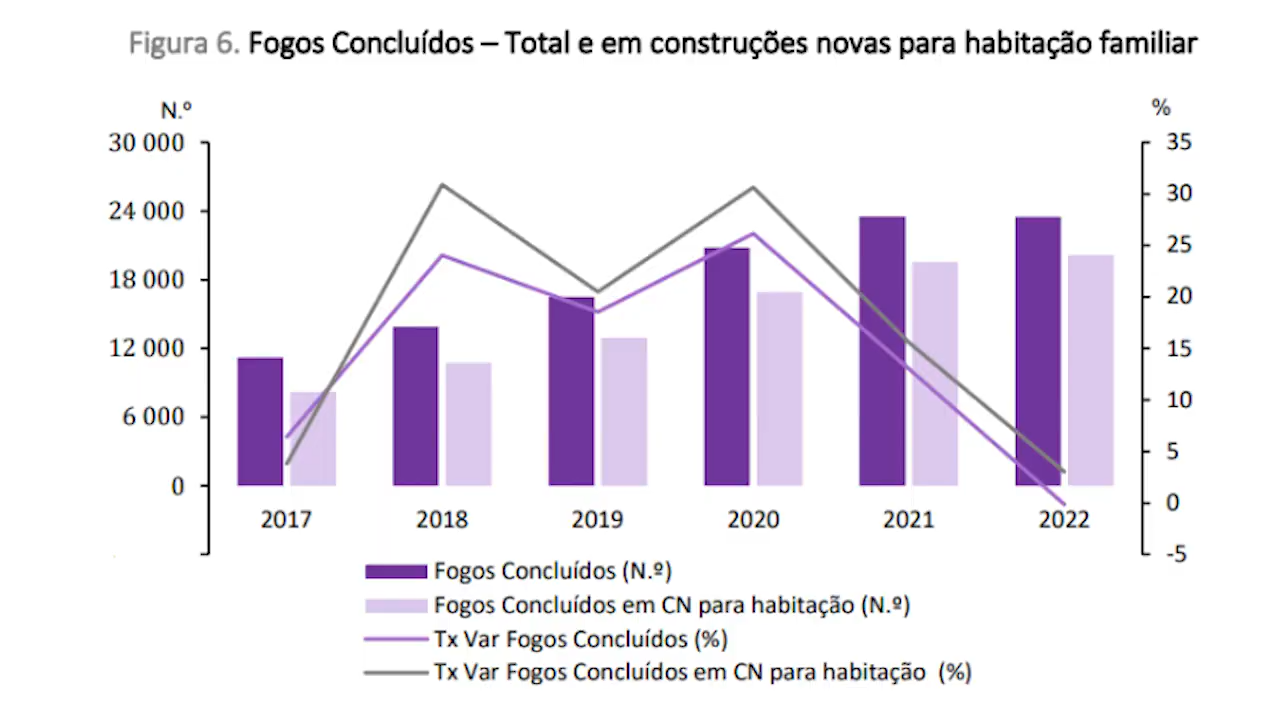 Figura 6. Fogos Concluídos – Total e em construções novas para habitação familiar
N.º
%
30 000
24 000
18 000
12 000
6 000
0
35
30
25
20
15
10
5
0
-5
2017 2018 2019 2020 2021 2022
Fogos Concluídos (N.º)
Fogos Concluídos em CN para habitação (N.º)
Tx Var Fogos Concluídos (%)
Tx Var Fogos Concluídos em CN para habitação (%)